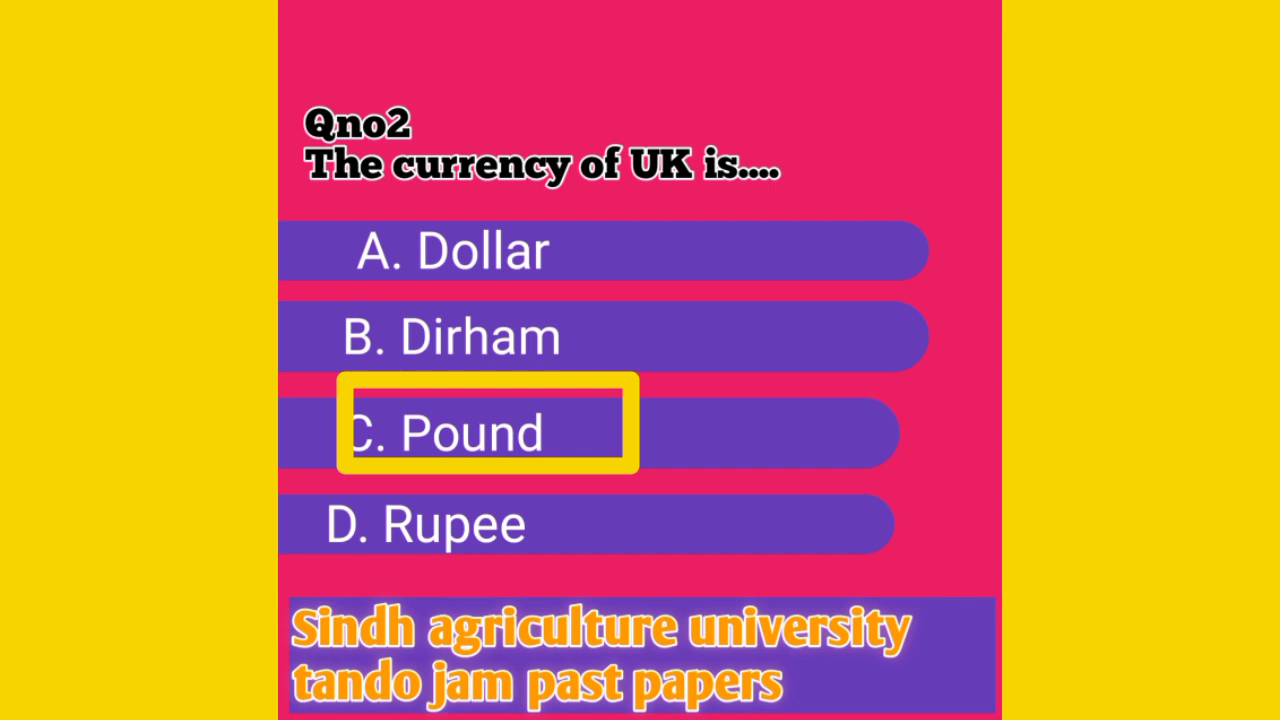 Qno2
The currency of UK is....
A. Dollar
B. Dirham
C. Pound
D. Rupee
Sindh agriculture university
tando jam past papers